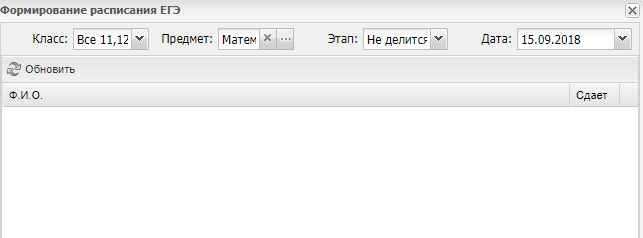 Формирование расписания ЕГЭ
Класс: Все 11,12 Предмет: Матем Этап: Не делится Дата: 15.09.2018
Обновить
Ф.И.О. Сдает